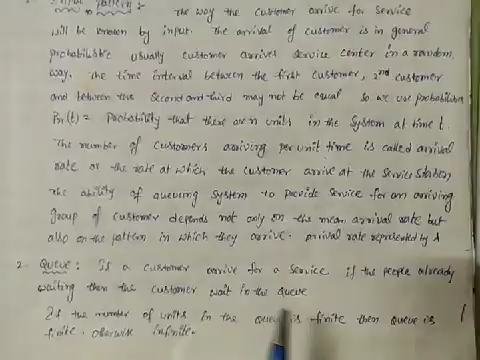 1. Input pattern : The way the customer arrive for service
will be known by input. The arrival of customer is in general
probabilistic usually customer arrives service center in a random
way. The time interval between the first customer, 2nd customer
and between the second and third may not be equal so we use probabilities
Pn(t) = Probability that there are n units in the system at time t.
The number of customers arriving per unit time is called arrival
rate or the rate at which the customer arrive at the service station
The ability of queuing system to provide service for an arriving
group of customer depends not only on the mean arrival rate but
also on the pattern in which they arrive. Arrival rate represented by λ
2. Queue : Is a customer arrive for a service if the people already
waiting then the customer wait in the queue
If the number of units in the queue is finite then queue is
finite. otherwise infinite.